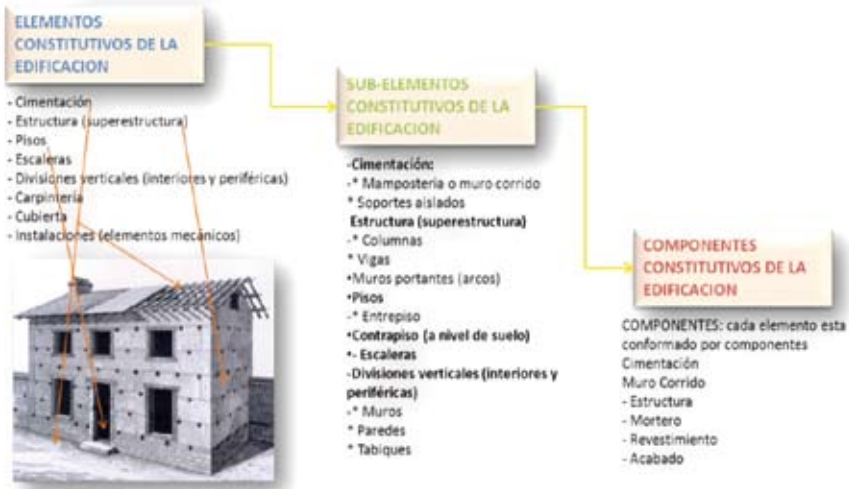 ELEMENTOS
CONSTITUTIVOS DE LA
EDIFICACION
- Cimentación
- Estructura (superestructura)
- Pisos
- Escaleras
- Divisiones verticales (interiores y periféricas)
- Carpintería
- Cubierta
- Instalaciones (elementos mecánicos)
SUB-ELEMENTOS
CONSTITUTIVOS DE LA
EDIFICACION
-Cimentación:
-* Mampostería o muro corrido
* Soportes aislados
Estructura (superestructura)
-* Columnas
* Vigas
•Muros portantes (arcos)
•Pisos
-* Entrepiso
•Contrapiso (a nivel de suelo)
•- Escaleras
-Divisiones verticales (interiores y
periféricas)
-* Muros
* Paredes
* Tabiques
COMPONENTES
CONSTITUTIVOS DE LA
EDIFICACION
COMPONENTES: cada elemento esta
conformado por componentes
Cimentación
Muro Corrido
- Estructura
- Mortero
- Revestimiento
- Acabado